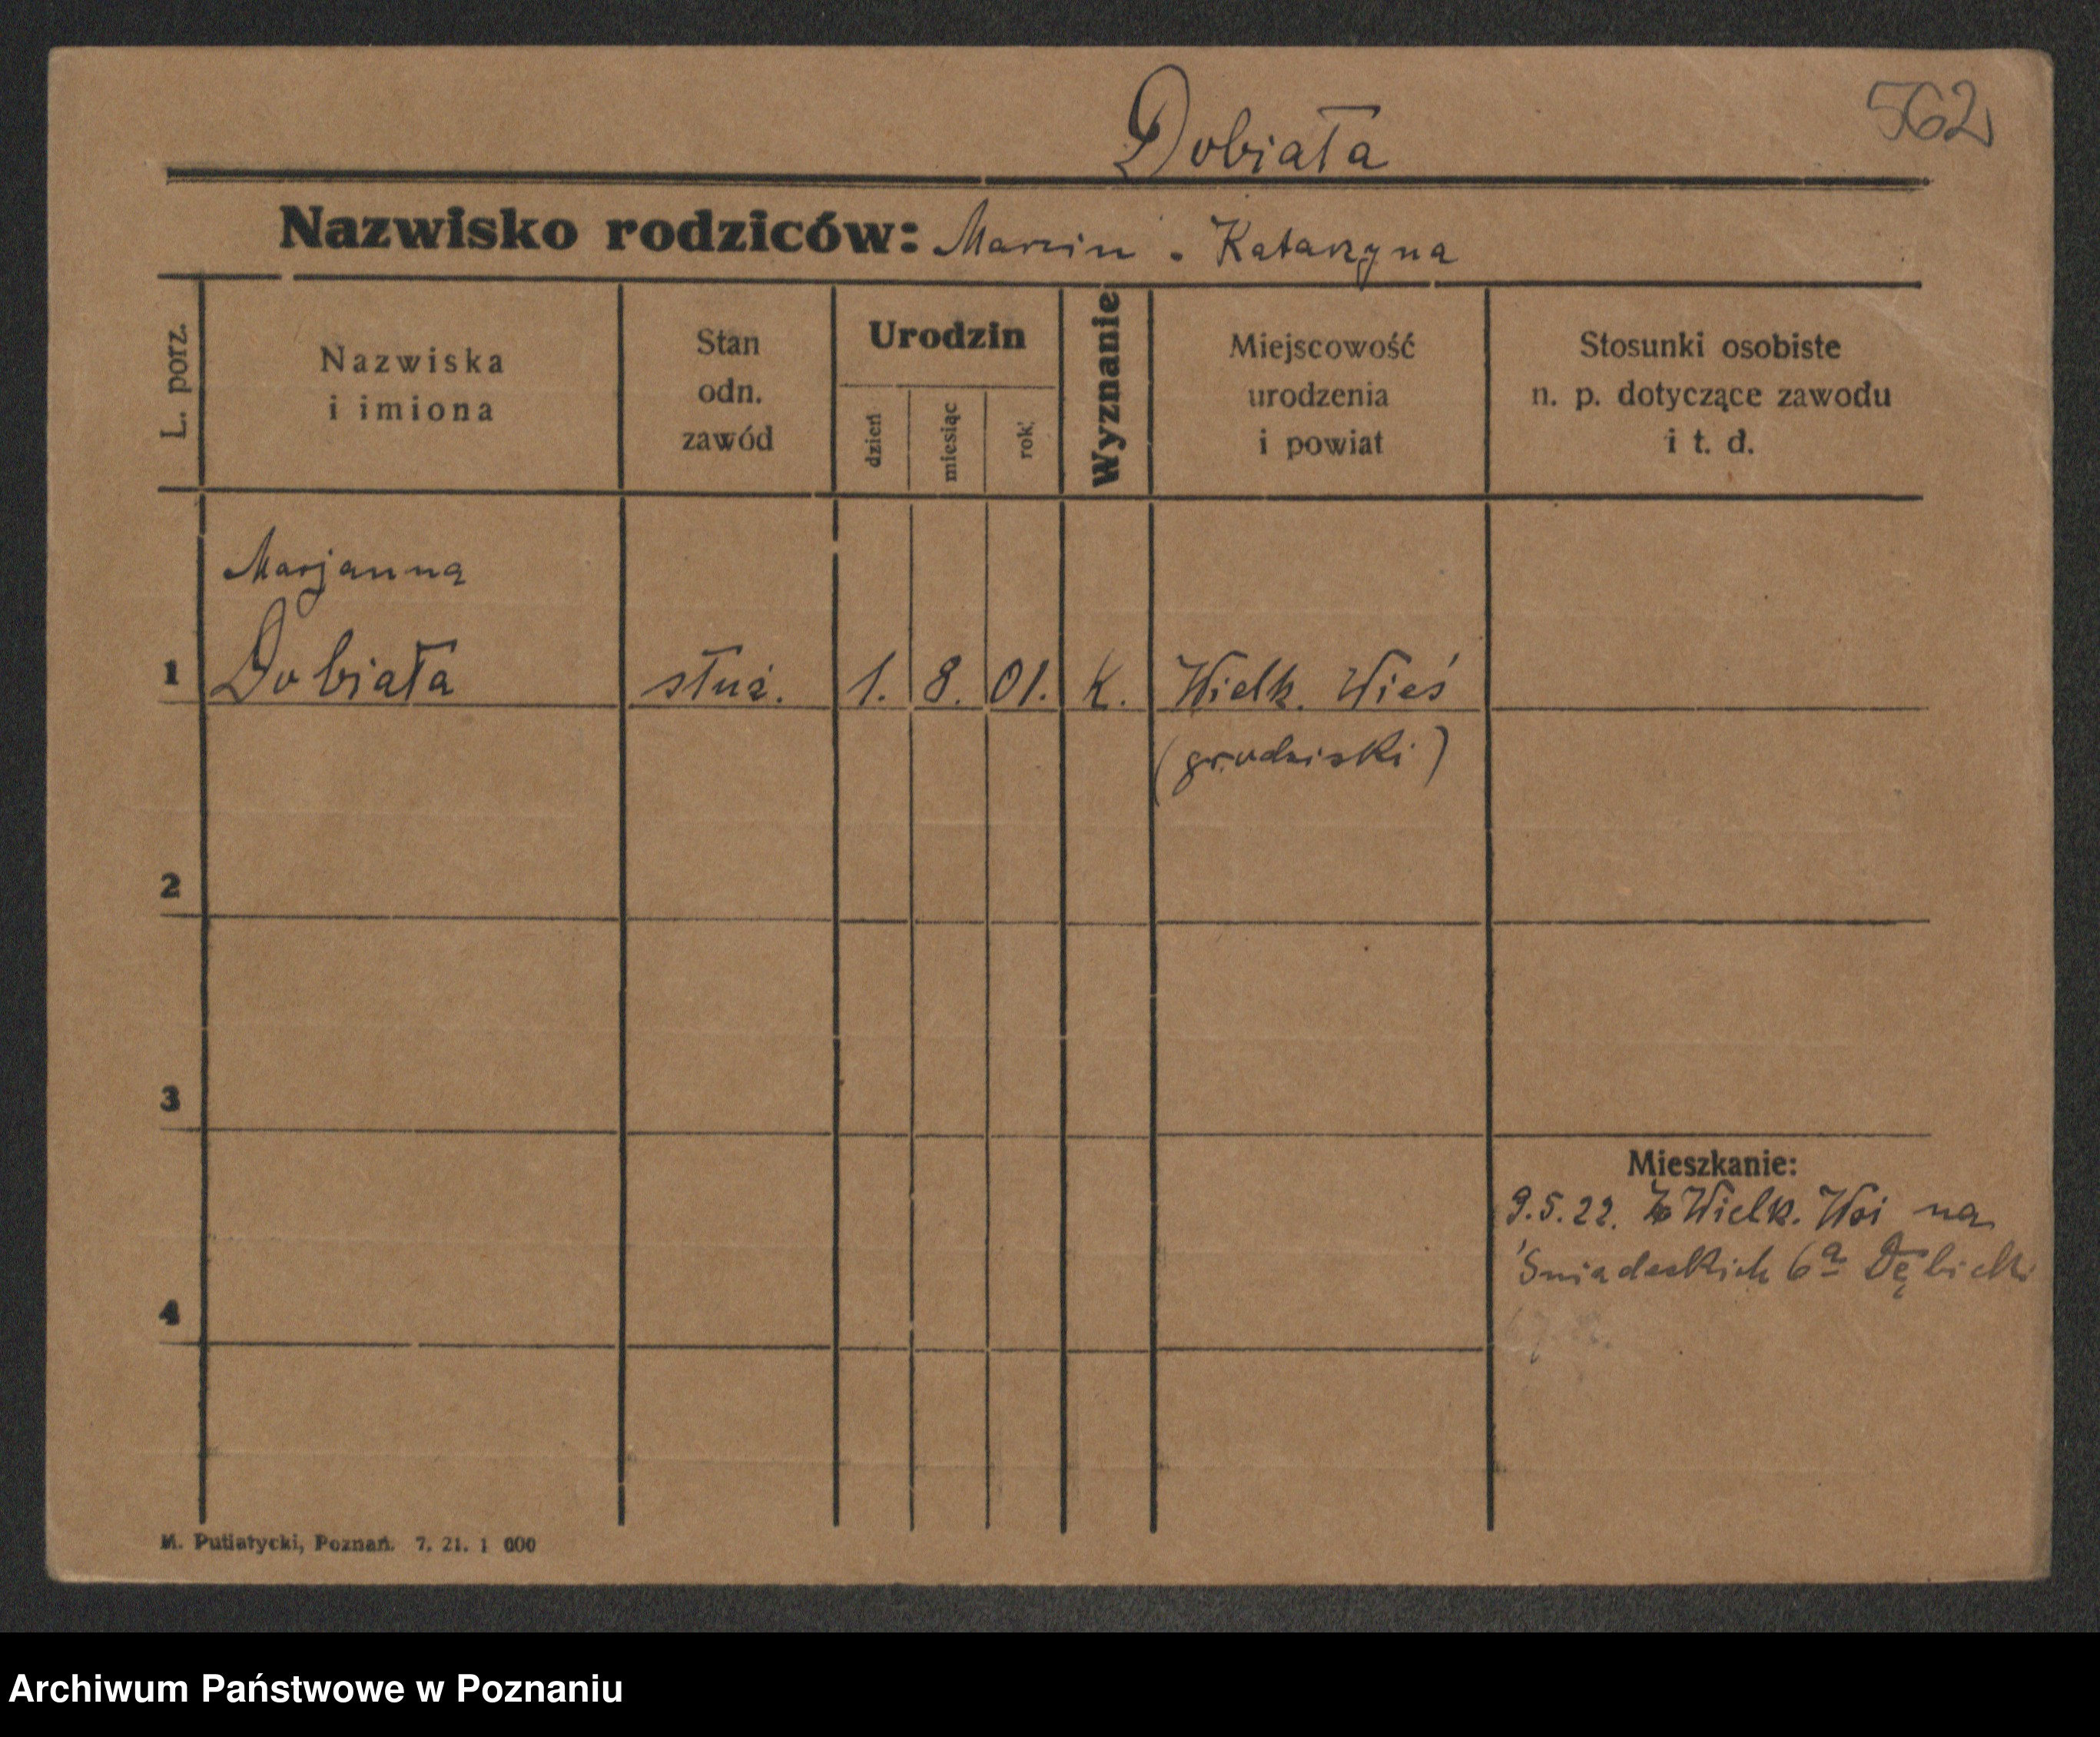 562
Dobiała
Nazwisko rodziców: Marcin - Katarzyna
L. porz.
Nazwiska
i imiona
Stan
odn.
zawód
Urodzin
dzień
miesiąc
rok
Wyznanie
Miejscowość
urodzenia
i powiat
Stosunki osobiste
n. p. dotyczące zawodu
i t. d.
Marjanna
1 Dobiała służ. 1. 8. 01. K. Wielk. Wieś
(grodziski)
2
3
4
Mieszkanie:
9.5.22. Z Wielk. Wsi na
Śniadeckich 6a
M. Putiatycki, Poznań. 7. 21. 1 000
Archiwum Państwowe w Poznaniu